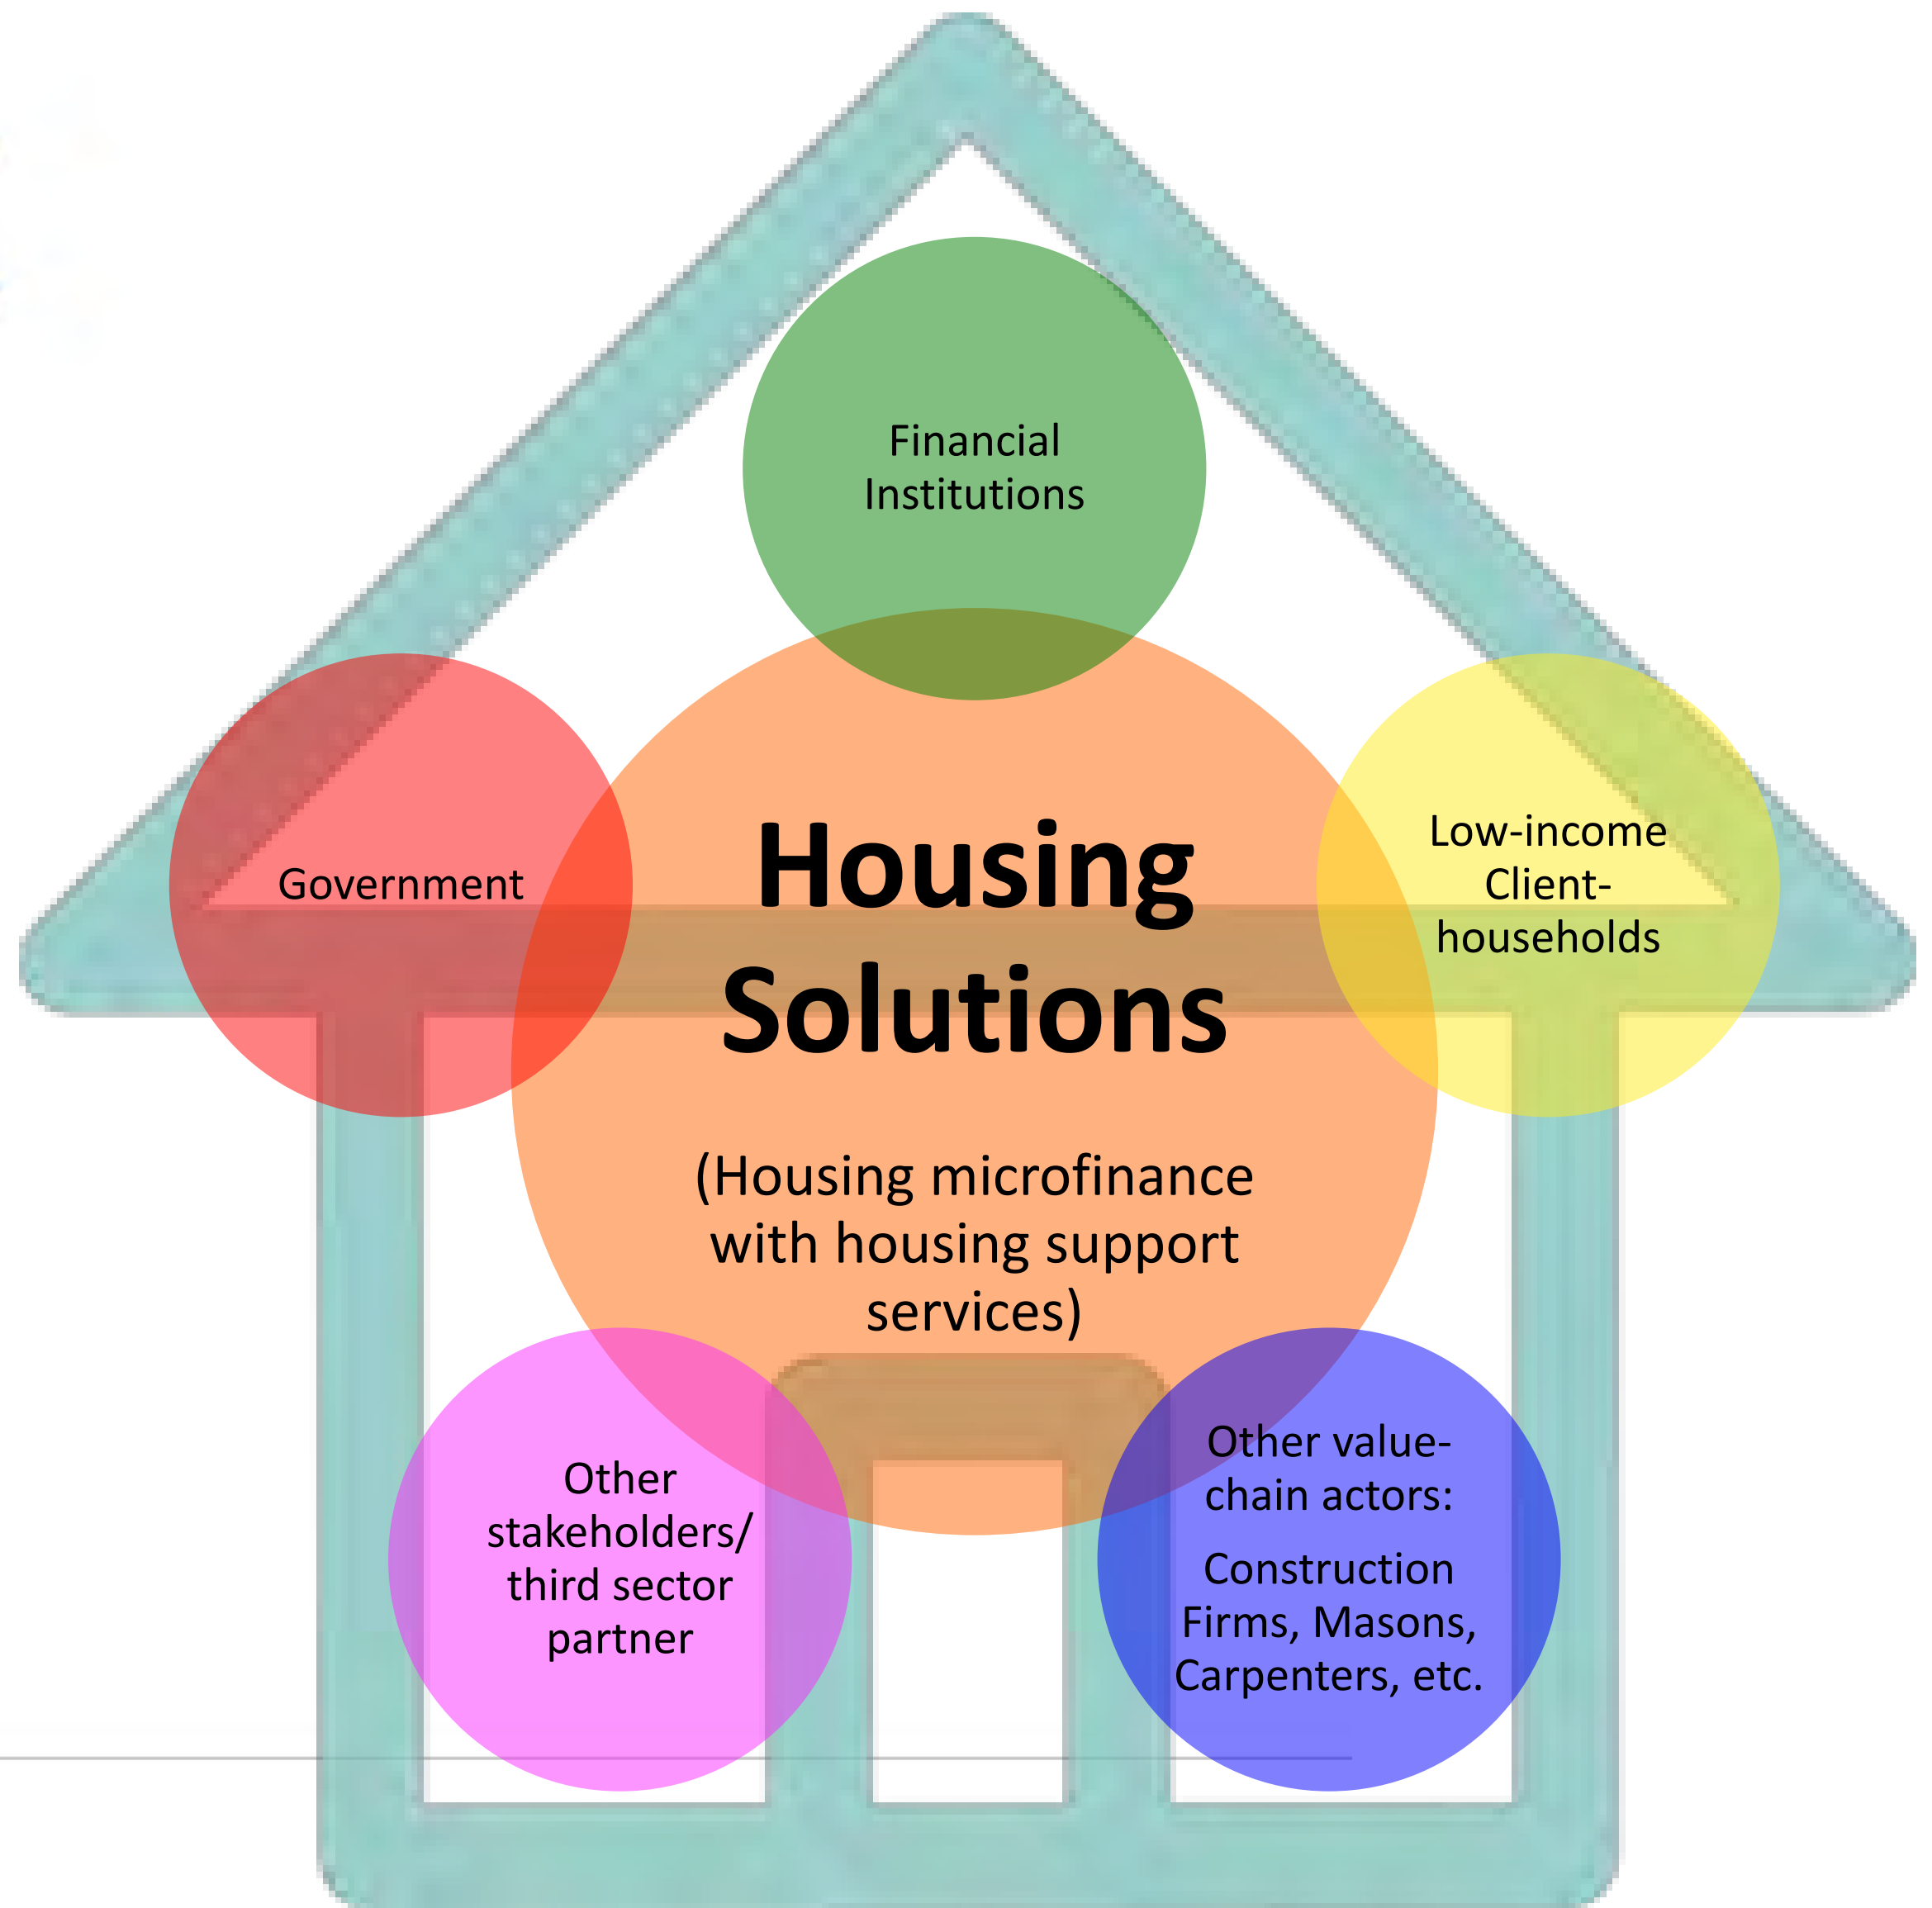 Financial
Institutions
Government
Housing
Solutions
(Housing microfinance
with housing support
services)
Low-income
Client-
households
Other
stakeholders/
third sector
partner
Other value-
chain actors:
Construction
Firms, Masons,
Carpenters, etc.